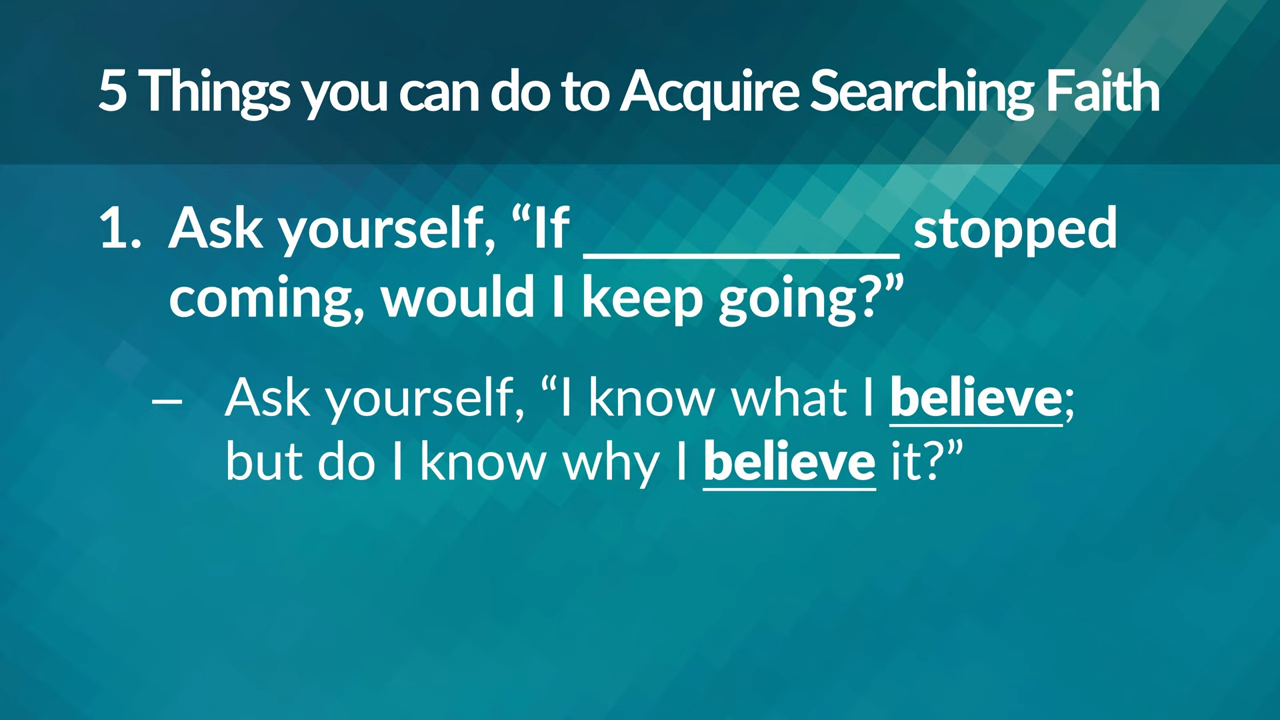 5 Things you can do to Acquire Searching Faith
1. Ask yourself, “If ____________ stopped
coming, would I keep going?”
– Ask yourself, “I know what I believe;
but do I know why I believe it?”